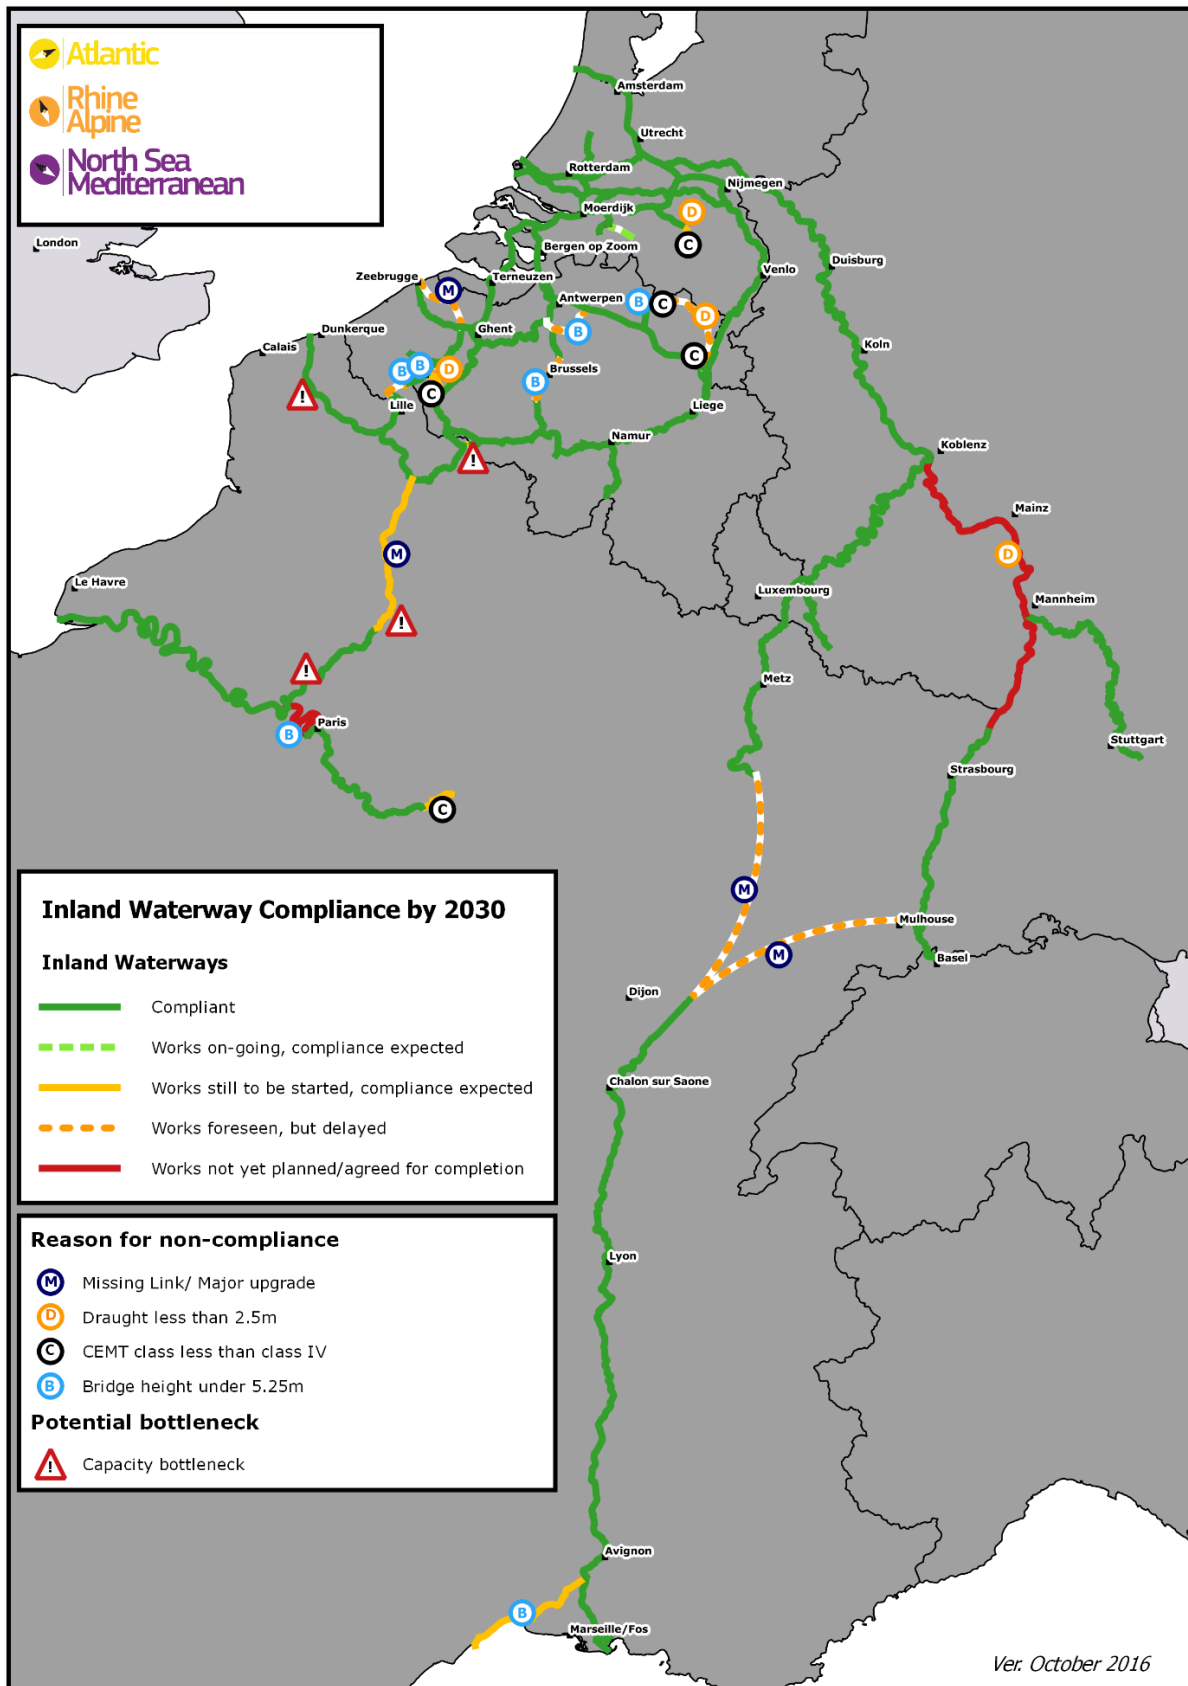 Atlantic
Rhine
Alpine
North Sea
Mediterranean
Amsterdam
Utrecht
Rotterdam
Nijmegen
Moerdijk
D
C
London
Bergen op Zoom
Duisburg
Venlo
Zeebrugge
Terneuzen
M
Antwerpen
B
C
D
Dunkerque
Ghent
B
Calais
Koln
C
B
B
D
Brussels
B
!
C
Lille
Liege
Namur
Koblenz
!
Mainz
M
D
Le Havre
Luxembourg
Mannheim
!
!
Metz
Paris
B
Stuttgart
Strasbourg
C
M
Mulhouse
M
Basel
Dijon
Chalon sur Saone
Lyon
Avignon
B
Marseille/Fos
Inland Waterway Compliance by 2030
Inland Waterways
Compliant
Works on-going, compliance expected
Works still to be started, compliance expected
Works foreseen, but delayed
Works not yet planned/agreed for completion
Reason for non-compliance
M Missing Link/ Major upgrade
D Draught less than 2.5m
C CEMT class less than class IV
B Bridge height under 5.25m
Potential bottleneck
! Capacity bottleneck
Ver. October 2016